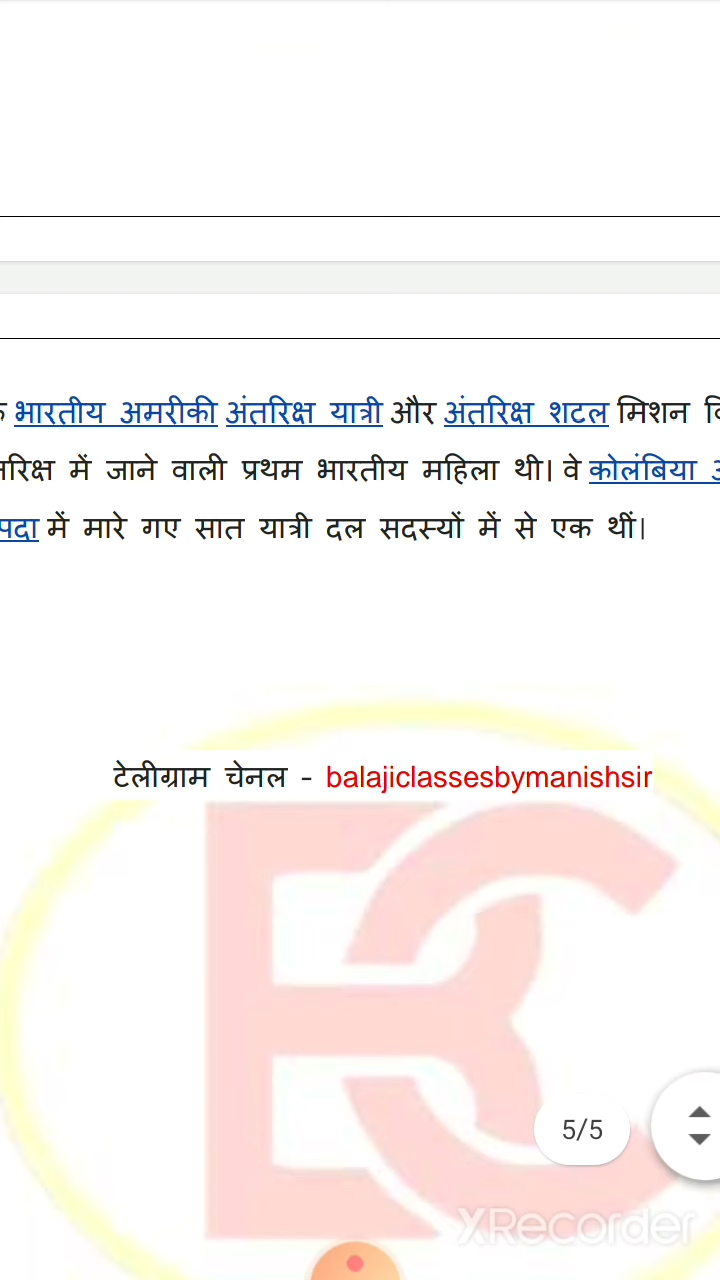 भारतीय अमरीकी अंतरिक्ष यात्री और अंतरिक्ष शटल मिशन
में जाने वाली प्रथम भारतीय महिला थी। वे कोलंबिया
में मारे गए सात यात्री दल सदस्यों में से एक थीं।
टेलीग्राम चेनल - balajiclassesbymanishsir
5/5
XRecorder